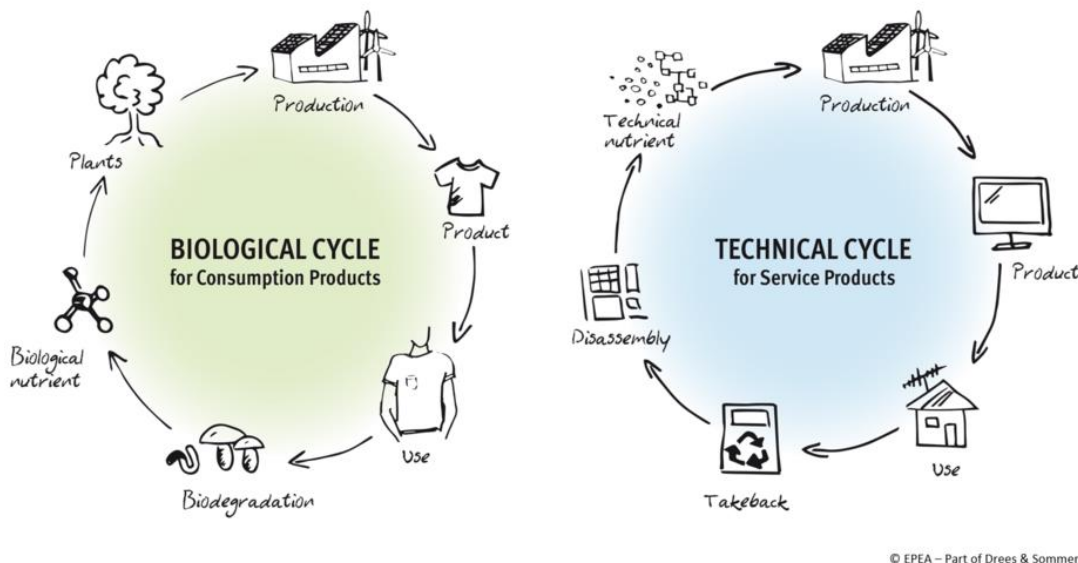 Production
Plants
Product
BIOLOGICAL CYCLE
for Consumption Products
Biological
nutrient
Use
Biodegradation
Production
Technical
nutrient
TECHNICAL CYCLE
for Service Products
Product
Disassembly
Use
Takeback
© EPEA – Part of Drees & Sommer